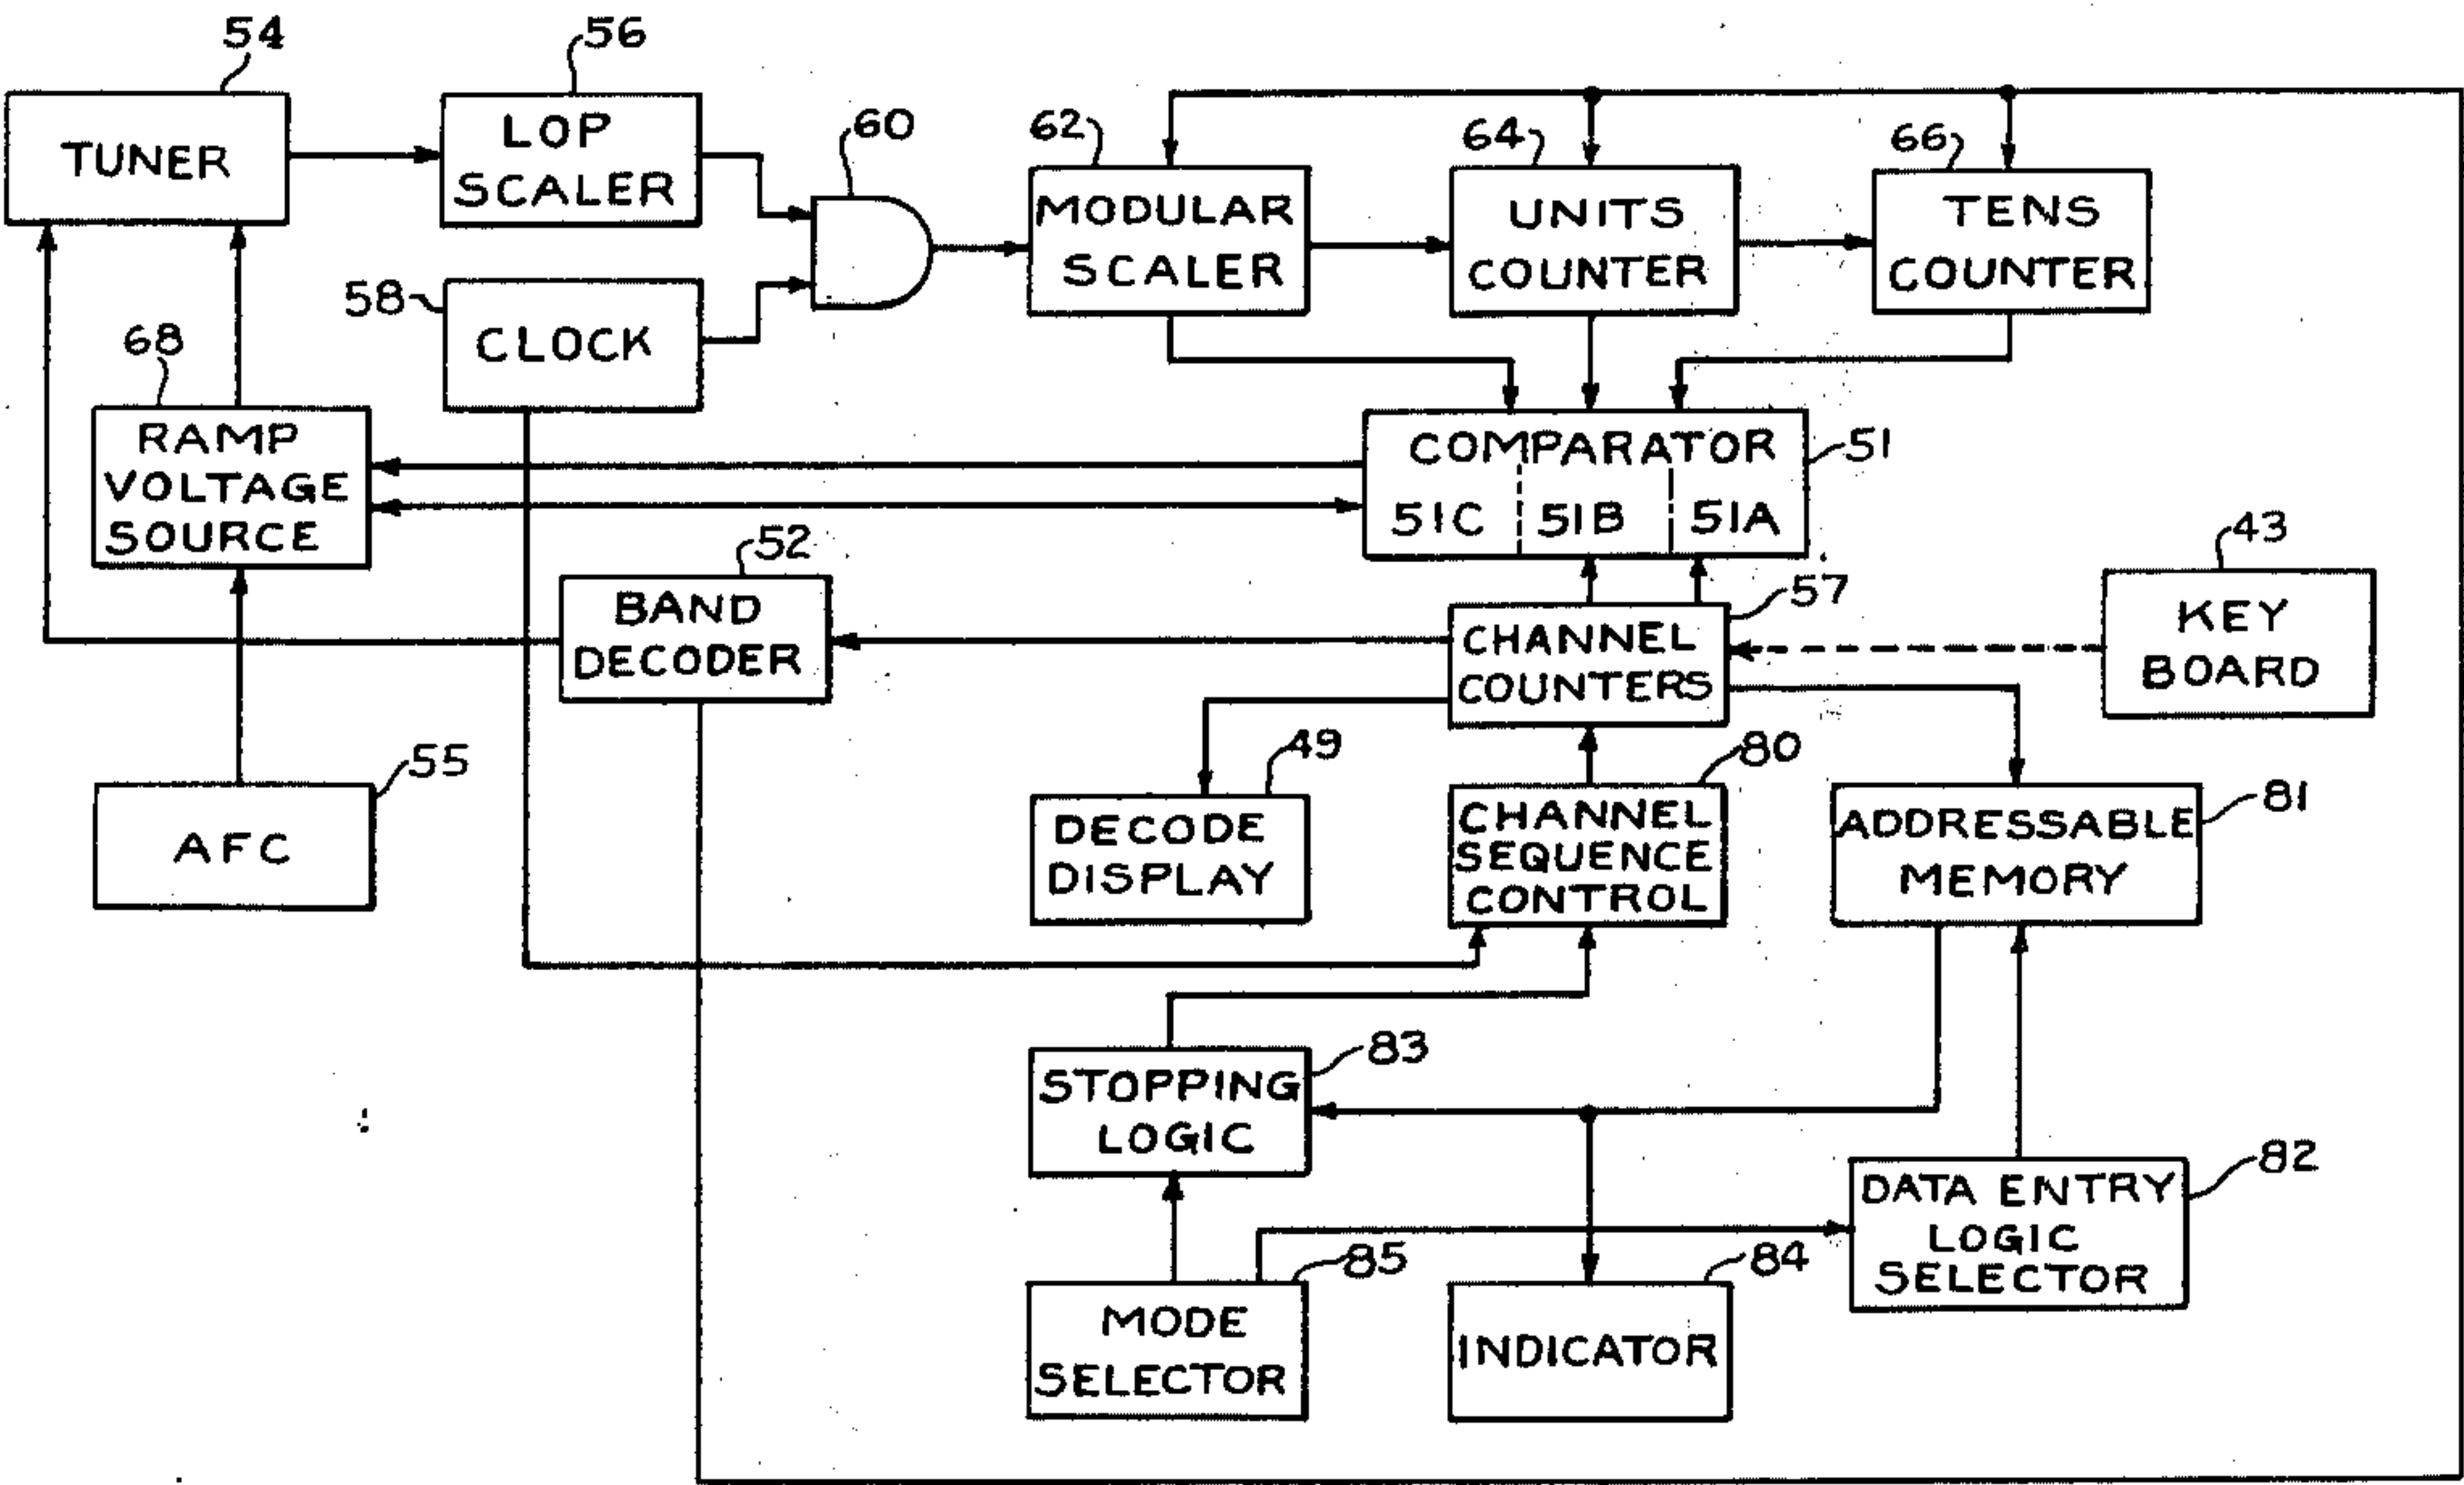 54
56
TUNER
LOP
SCALER
60
62
64
66
MODULAR
SCALER
UNITS
COUNTER
TENS
COUNTER
58
CLOCK
68
RAMP
VOLTAGE
SOURCE
COMPARATOR
51C 51B 51A
51
52
BAND
DECODER
57
CHANNEL
COUNTERS
43
KEY
BOARD
55
AFC
49
DECODE
DISPLAY
80
CHANNEL
SEQUENCE
CONTROL
81
ADDRESSABLE
MEMORY
83
STOPPING
LOGIC
82
DATA ENTRY
LOGIC
SELECTOR
85
MODE
SELECTOR
84
INDICATOR